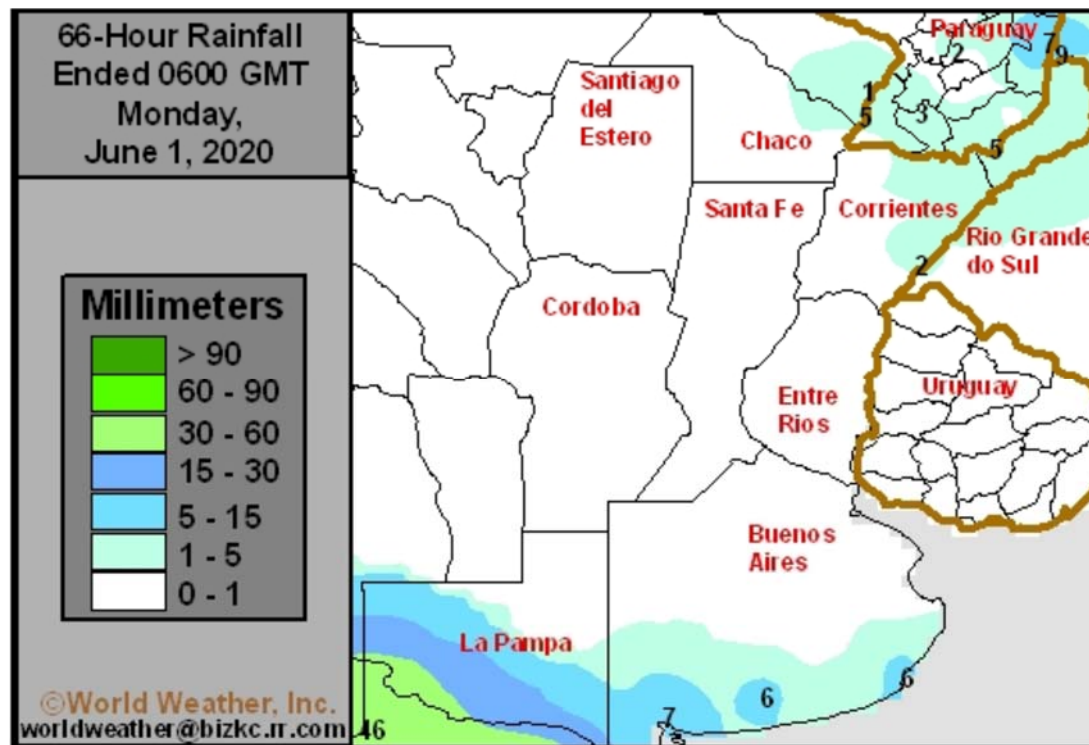 66-Hour Rainfall
Ended 0600 GMT
Monday,
June 1, 2020
Millimeters
> 90
60 - 90
30 - 60
15 - 30
5 - 15
1 - 5
0 - 1
©World Weather, Inc.
worldweather@bizkc.rr.com
Paraguay
7
2
9
Santiago
del
Estero
1
5
3
Chaco
5
Santa Fe
Corrientes
Rio Grande
do Sul
2
Cordoba
Uruguay
Entre
Rios
Buenos
Aires
La Pampa
6
6
7
46